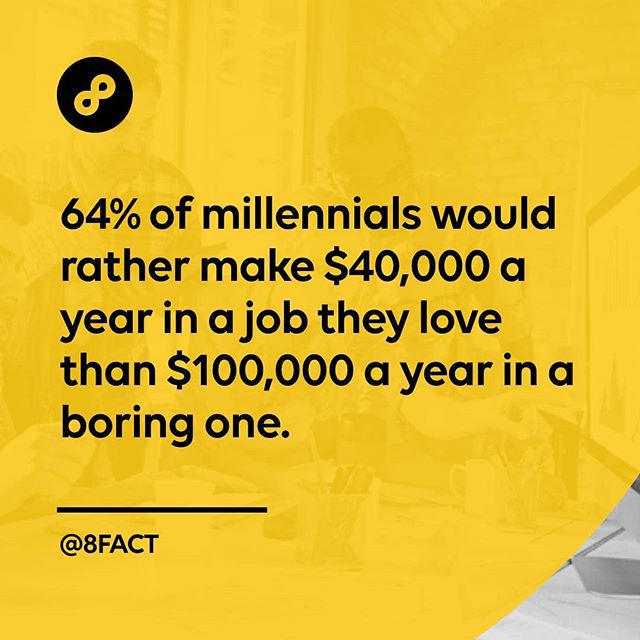 64% of millennials would
rather make $40,000 a
year in a job they love
than $100,000 a year in a
boring one.
@8FACT